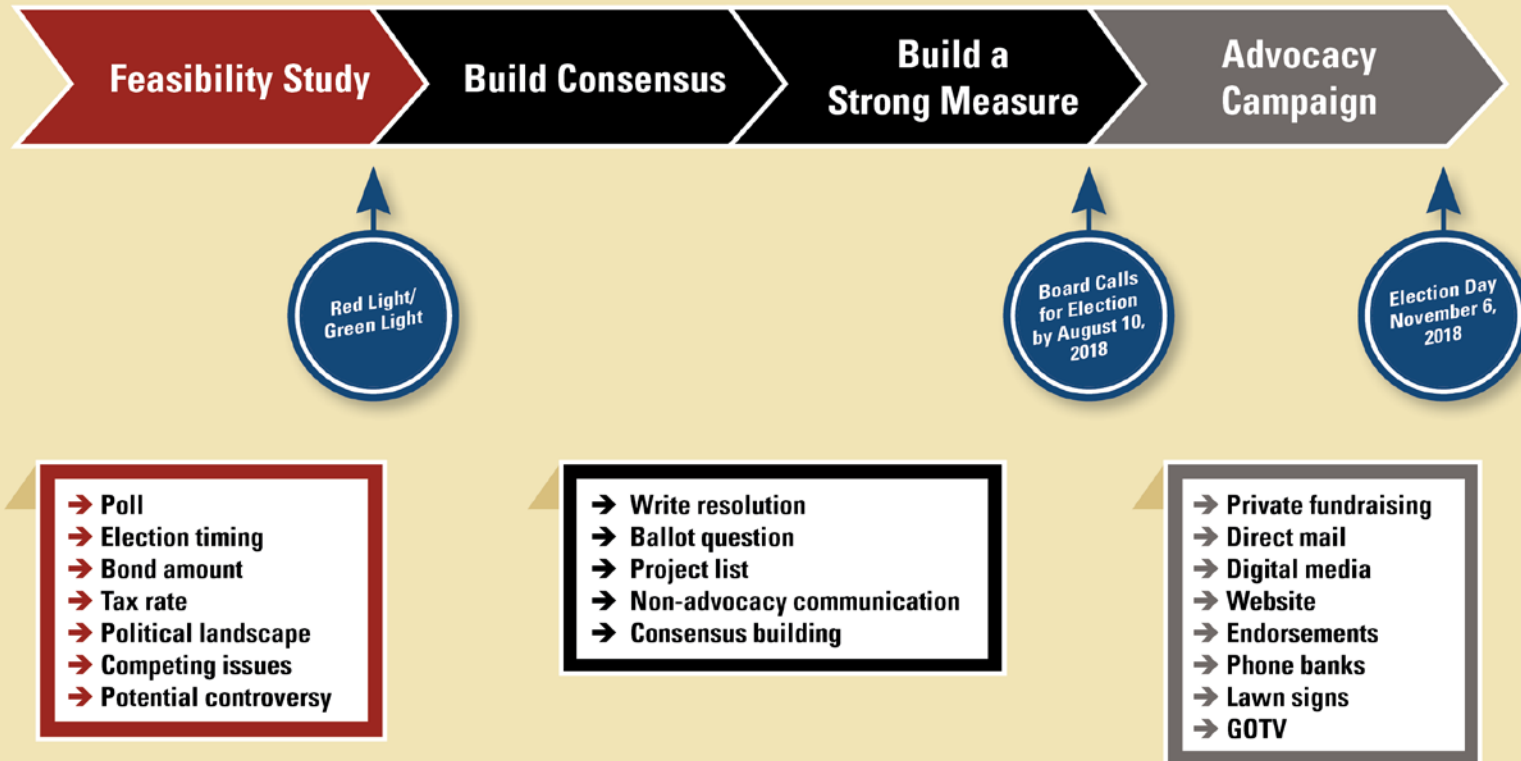 Feasibility Study
Build Consensus
Build a
Strong Measure
Advocacy
Campaign
Red Light/
Green Light
Board Calls
for Election
by August 10,
2018
Election Day
November 6,
2018
→ Poll
→ Election timing
→ Bond amount
→ Tax rate
→ Political landscape
→ Competing issues
→ Potential controversy
→ Write resolution
→ Ballot question
→ Project list
→ Non-advocacy communication
→ Consensus building
→ Private fundraising
→ Direct mail
→ Digital media
→ Website
→ Endorsements
→ Phone banks
→ Lawn signs
→ GOTV